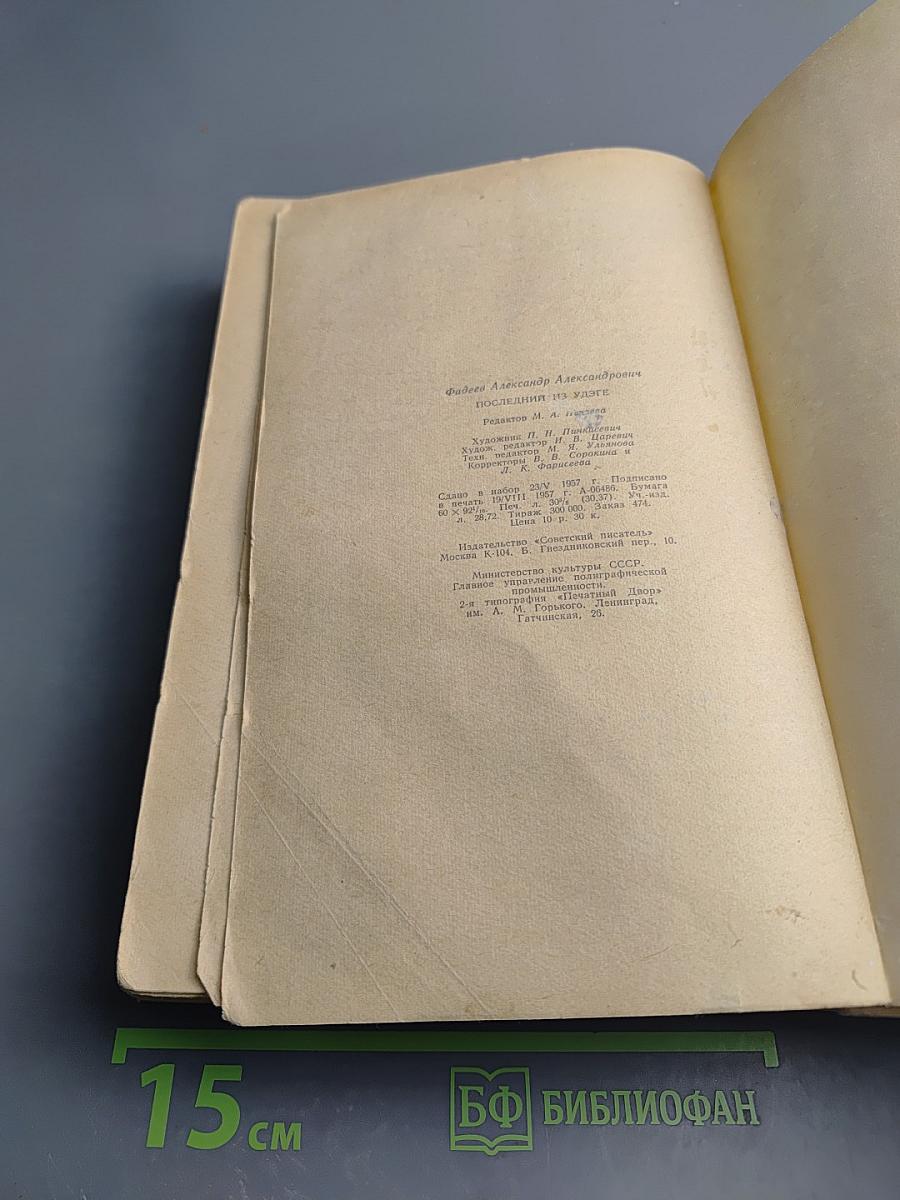 Фадеев Александр Александрович
ПОСЛЕДНИЙ ИЗ УДЭГЕ
Редактор М. А.
Художник П. Н. Пинкисевич
Худож. редактор И. В. Царевич
Техн. редактор М. Я. Ульянова
Корректоры В. В. Сорокина и
Л. К. Фарисеева
Сдано в набор 23/V 1957 г. Подписано
в печать 19/VIII 1957 г. А-06486. Бумага
60 × 92¹/₁₆. Печ. л. 30³/₈ (30,37). Уч.-изд.
л. 28,72. Тираж 300 000. Заказ 474.
Цена 10 р. 30 к.
Издательство «Советский писатель»
Москва К-104. Б. Гнездниковский пер., 10.
Министерство культуры СССР.
Главное управление полиграфической
промышленности.
2-я типография «Печатный Двор»
им. А. М. Горького. Ленинград,
Гатчинская, 26.
15 см
БФ БИБЛИОФАН